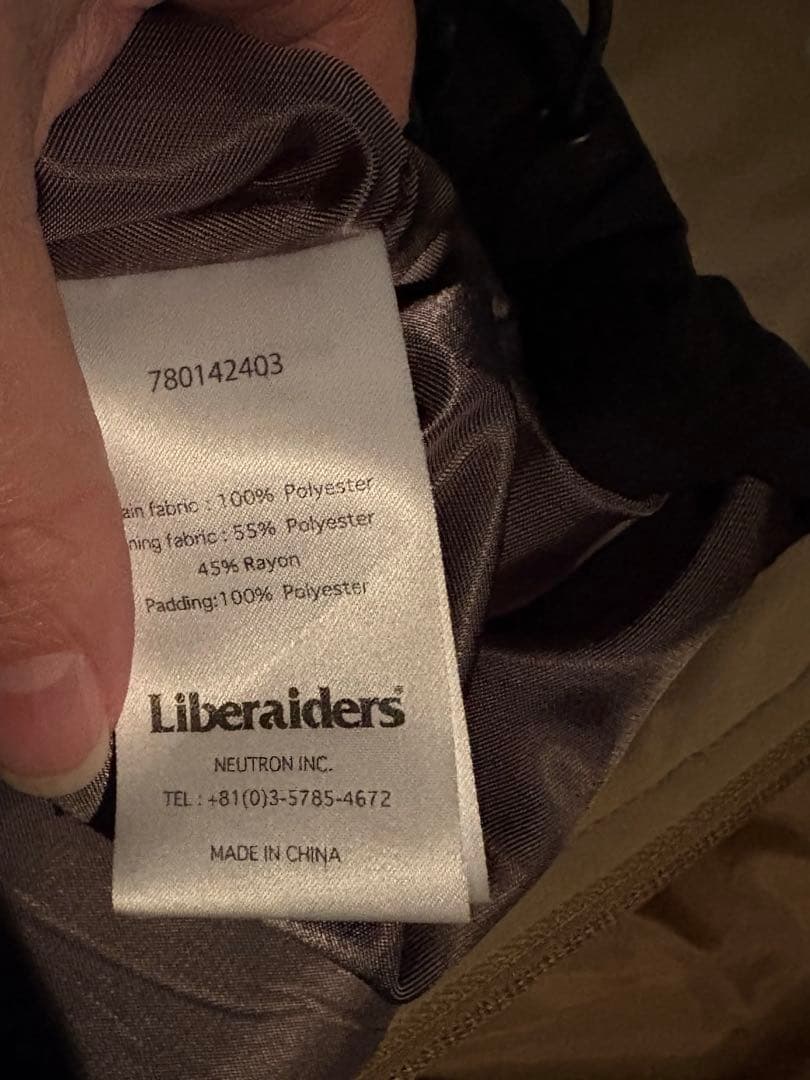 780142403
ain fabric : 100% Polyester
ning fabric : 55% Polyester
45% Rayon
Padding:100% Polyester
Liberaiders®
NEUTRON INC.
TEL : +81(0)3-5785-4672
MADE IN CHINA